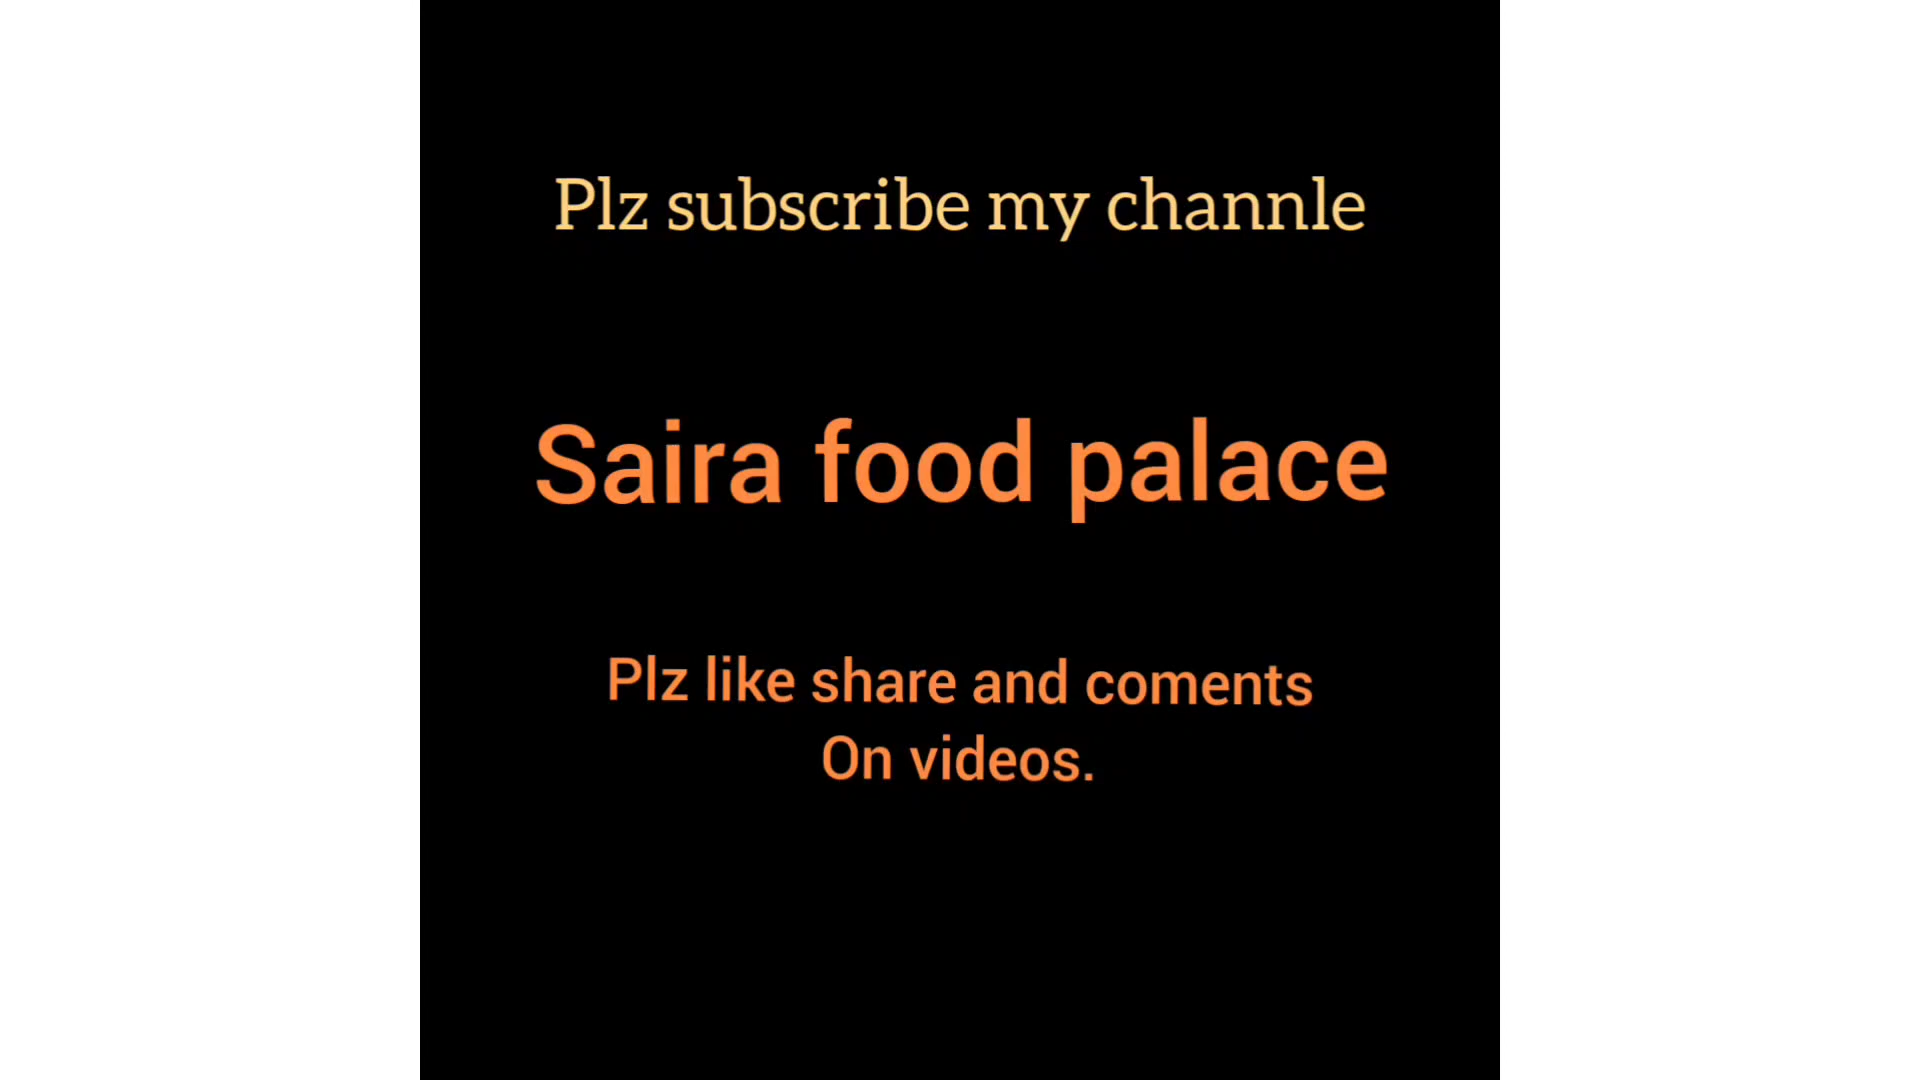 Plz subscribe my channle
Saira food palace
Plz like share and coments
On videos.